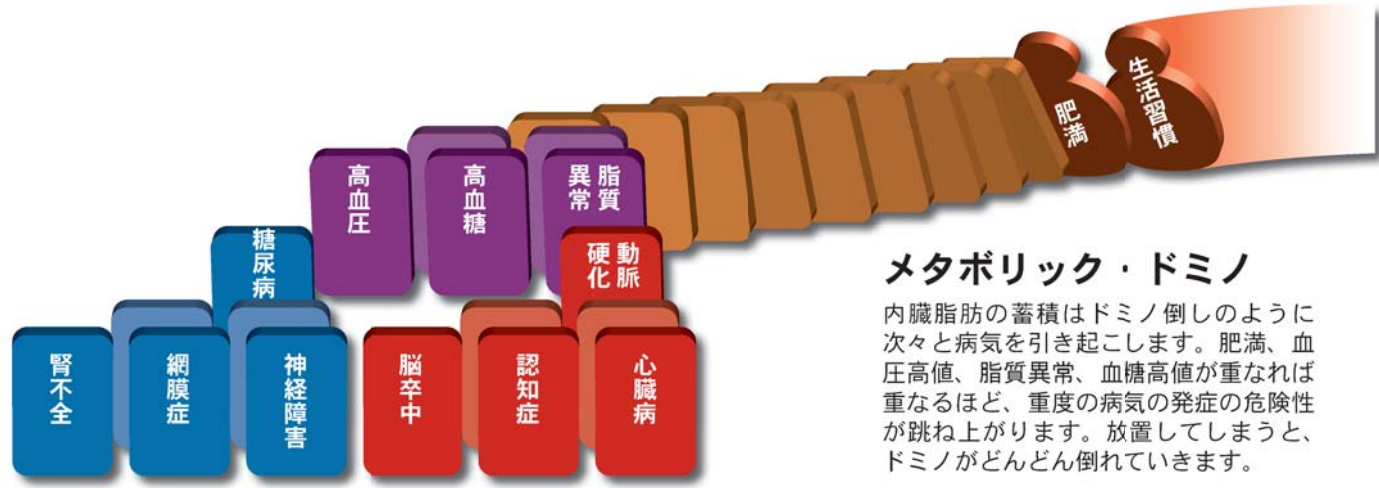 生活習慣
肥満
脂質
異常
高血糖
高血圧
動脈
硬化
糖尿病
心臓病
認知症
脳卒中
神経障害
網膜症
腎不全
メタボリック・ドミノ
内臓脂肪の蓄積はドミノ倒しのように
次々と病気を引き起こします。肥満、血
圧高値、脂質異常、血糖高値が重なれば
重なるほど、重度の病気の発症の危険性
が跳ね上がります。放置してしまうと、
ドミノがどんどん倒れていきます。